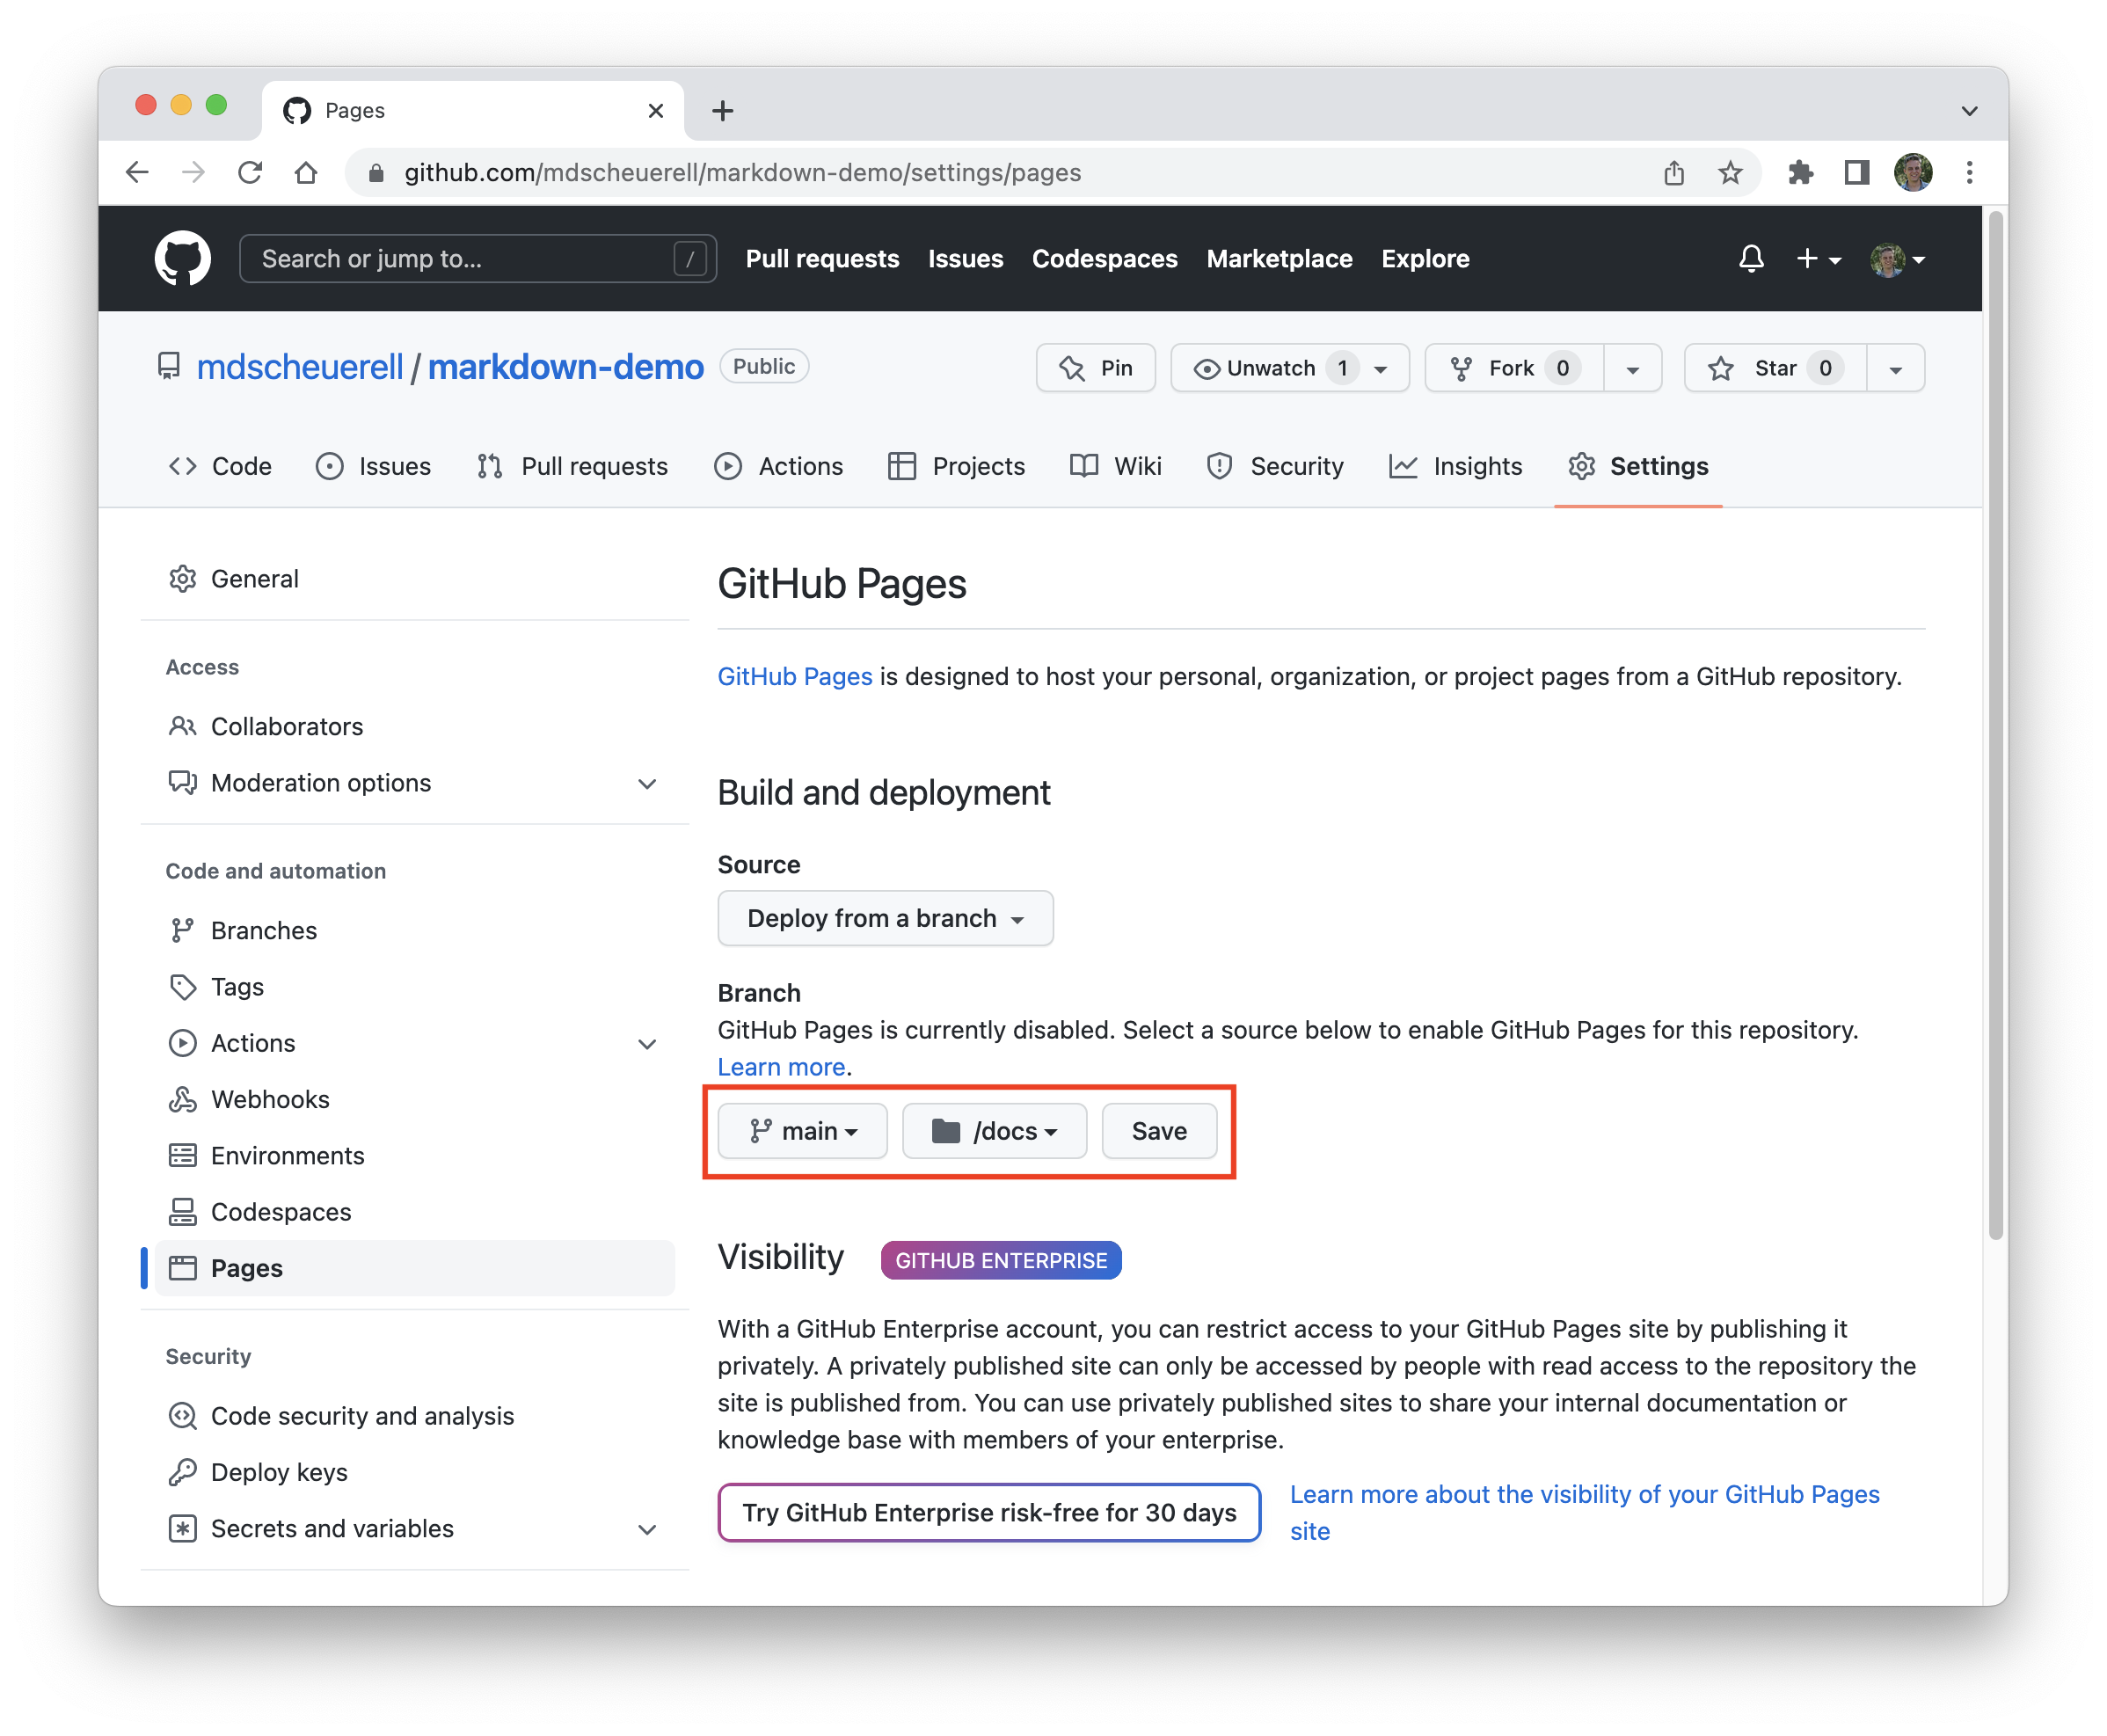 Pages
github.com/mdscheuerell/markdown-demo/settings/pages
Search or jump to... /
Pull requests Issues Codespaces Marketplace Explore
mdscheuerell / markdown-demo Public
Pin Unwatch 1 Fork 0 Star 0
Code Issues Pull requests Actions Projects Wiki Security Insights Settings
General
Access
Collaborators
Moderation options
Code and automation
Branches
Tags
Actions
Webhooks
Environments
Codespaces
Pages
Security
Code security and analysis
Deploy keys
Secrets and variables
GitHub Pages
GitHub Pages is designed to host your personal, organization, or project pages from a GitHub repository.
Build and deployment
Source
Deploy from a branch
Branch
GitHub Pages is currently disabled. Select a source below to enable GitHub Pages for this repository.
Learn more.
main /docs Save
Visibility GITHUB ENTERPRISE
With a GitHub Enterprise account, you can restrict access to your GitHub Pages site by publishing it
privately. A privately published site can only be accessed by people with read access to the repository the
site is published from. You can use privately published sites to share your internal documentation or
knowledge base with members of your enterprise.
Try GitHub Enterprise risk-free for 30 days
Learn more about the visibility of your GitHub Pages
site